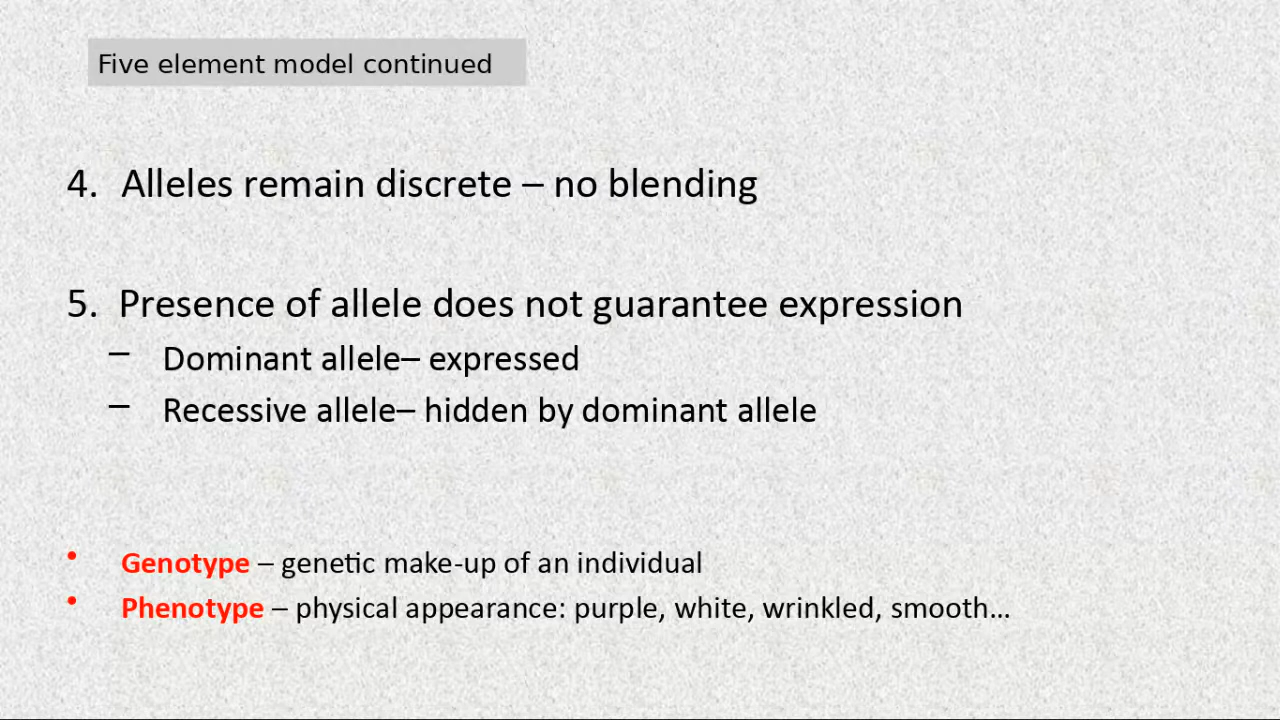 Five element model continued
4. Alleles remain discrete – no blending
5. Presence of allele does not guarantee expression
– Dominant allele– expressed
– Recessive allele– hidden by dominant allele
• Genotype – genetic make-up of an individual
• Phenotype – physical appearance: purple, white, wrinkled, smooth…